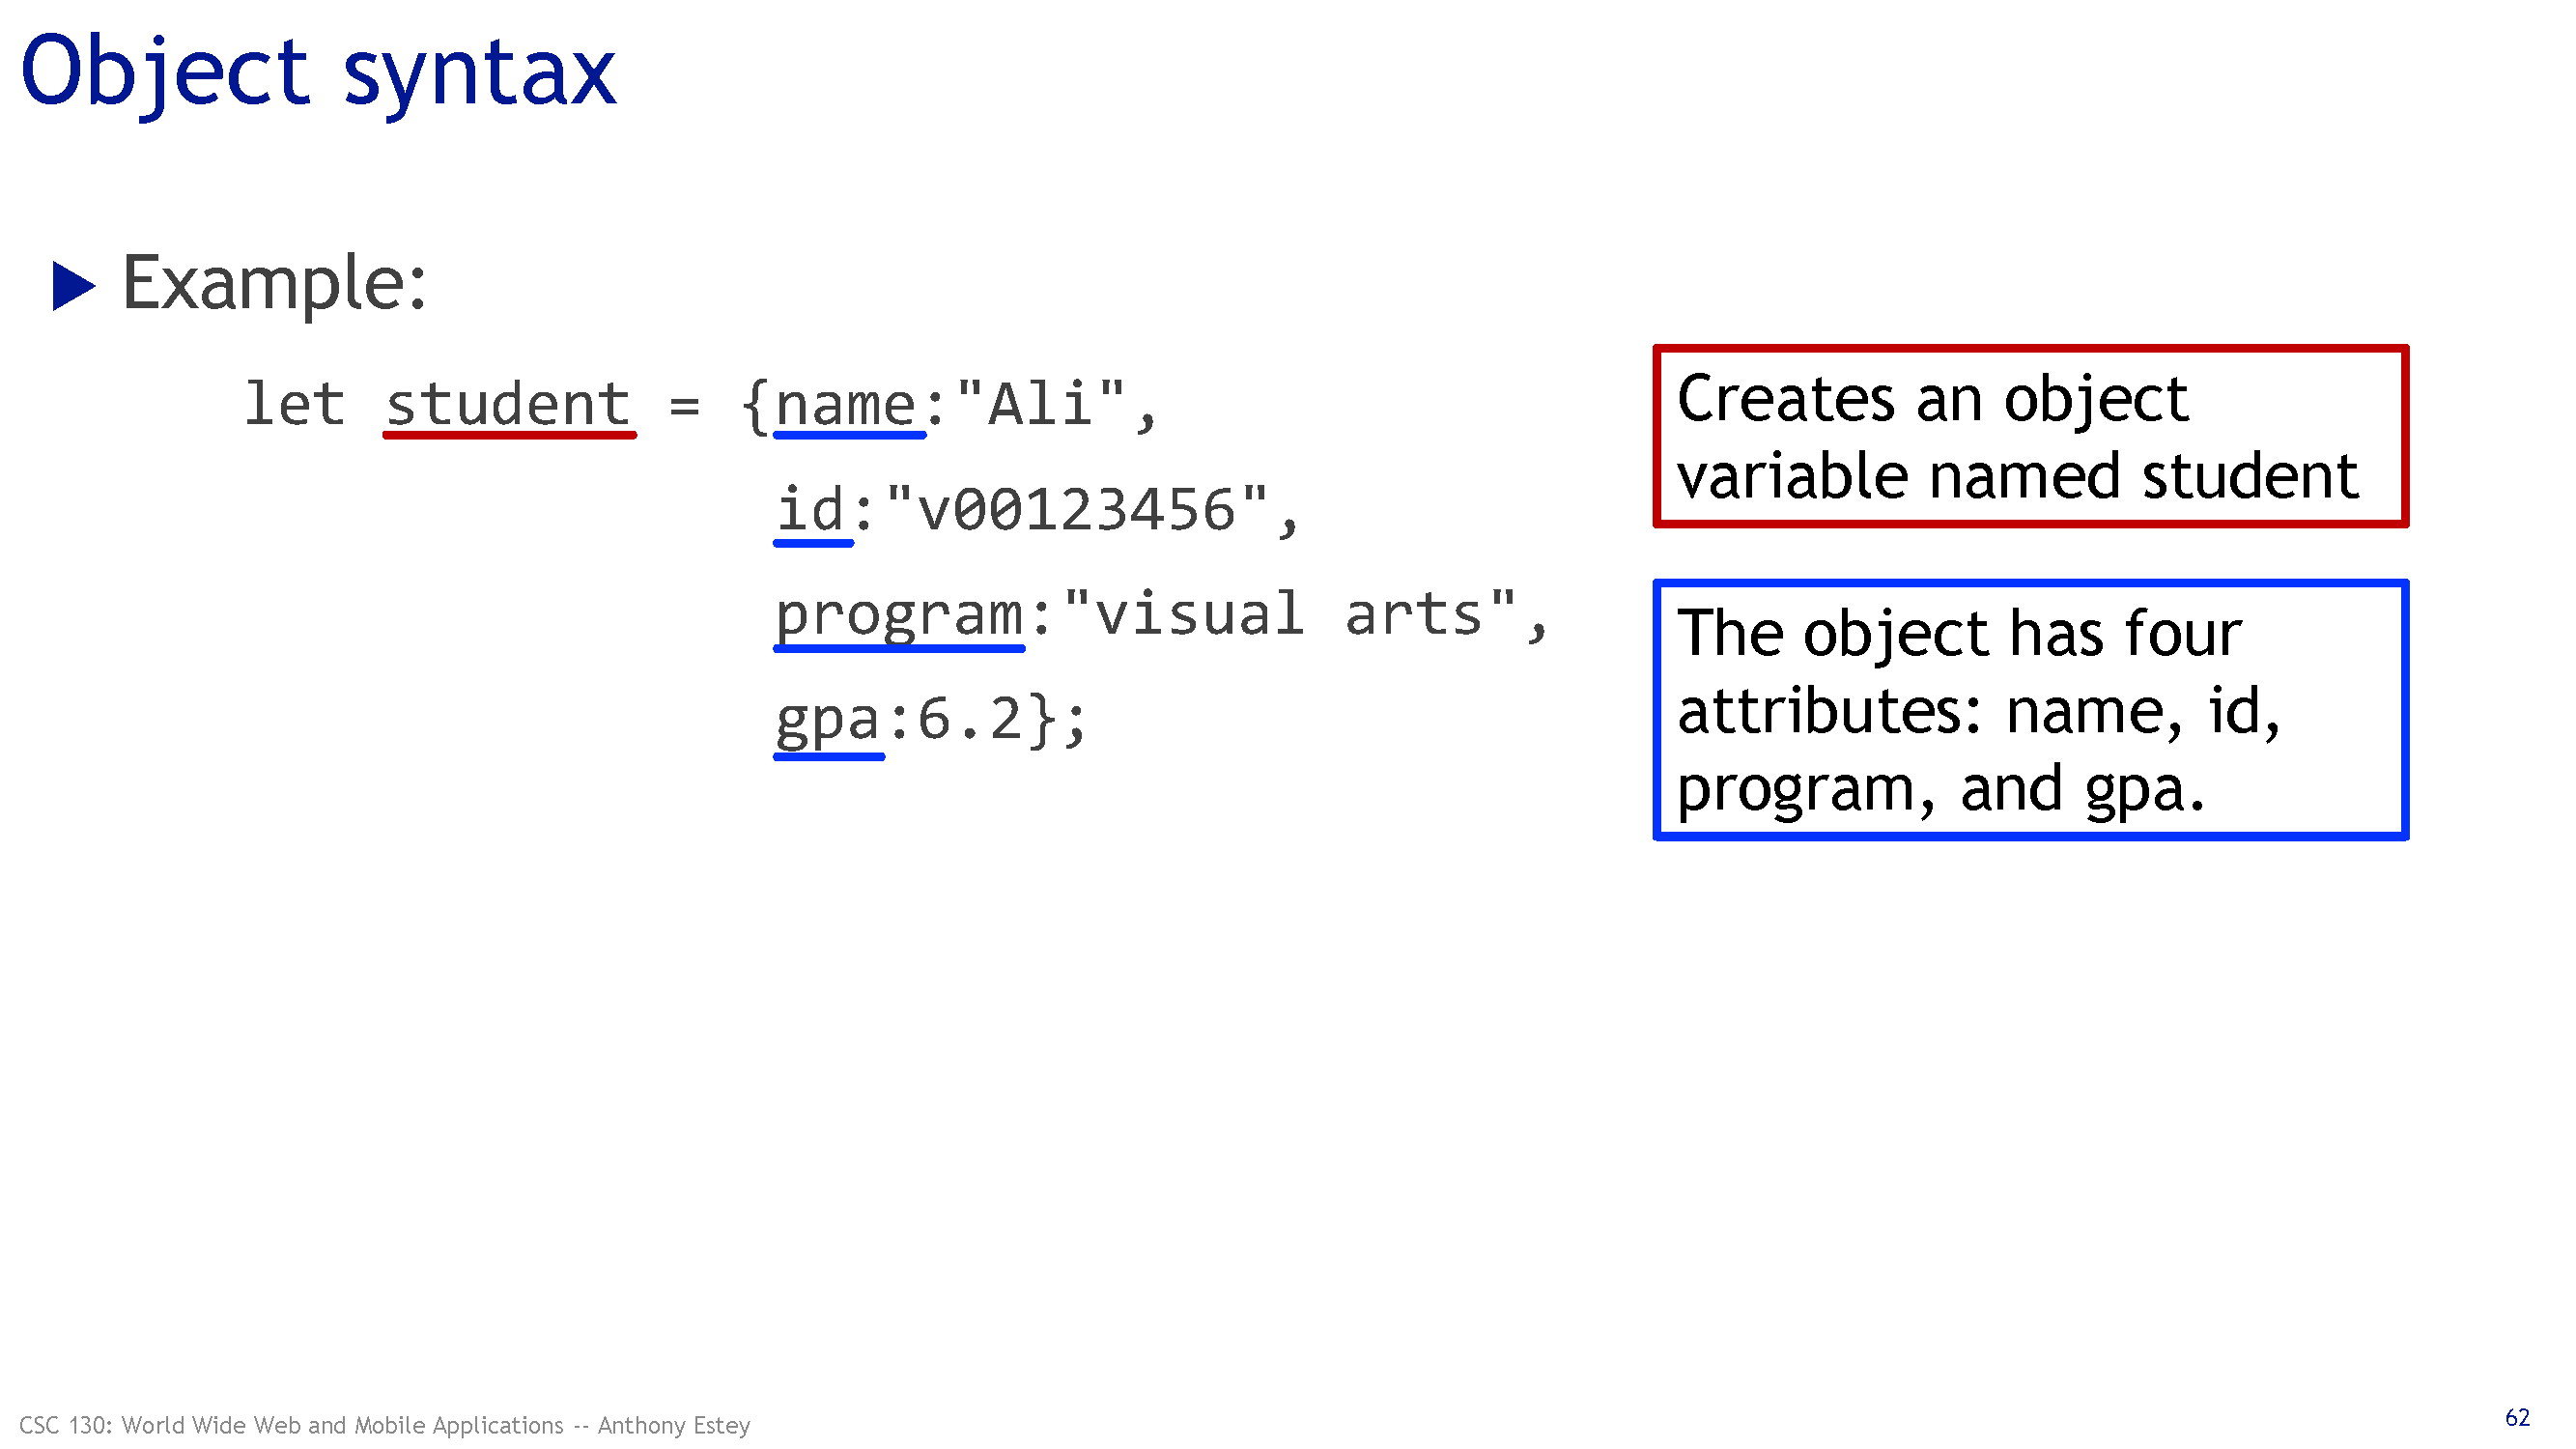 Object syntax
Example:
let student = {name:"Ali",
id:"v00123456",
program:"visual arts",
gpa:6.2};
Creates an object
variable named student
The object has four
attributes: name, id,
program, and gpa.
CSC 130: World Wide Web and Mobile Applications -- Anthony Estey
62